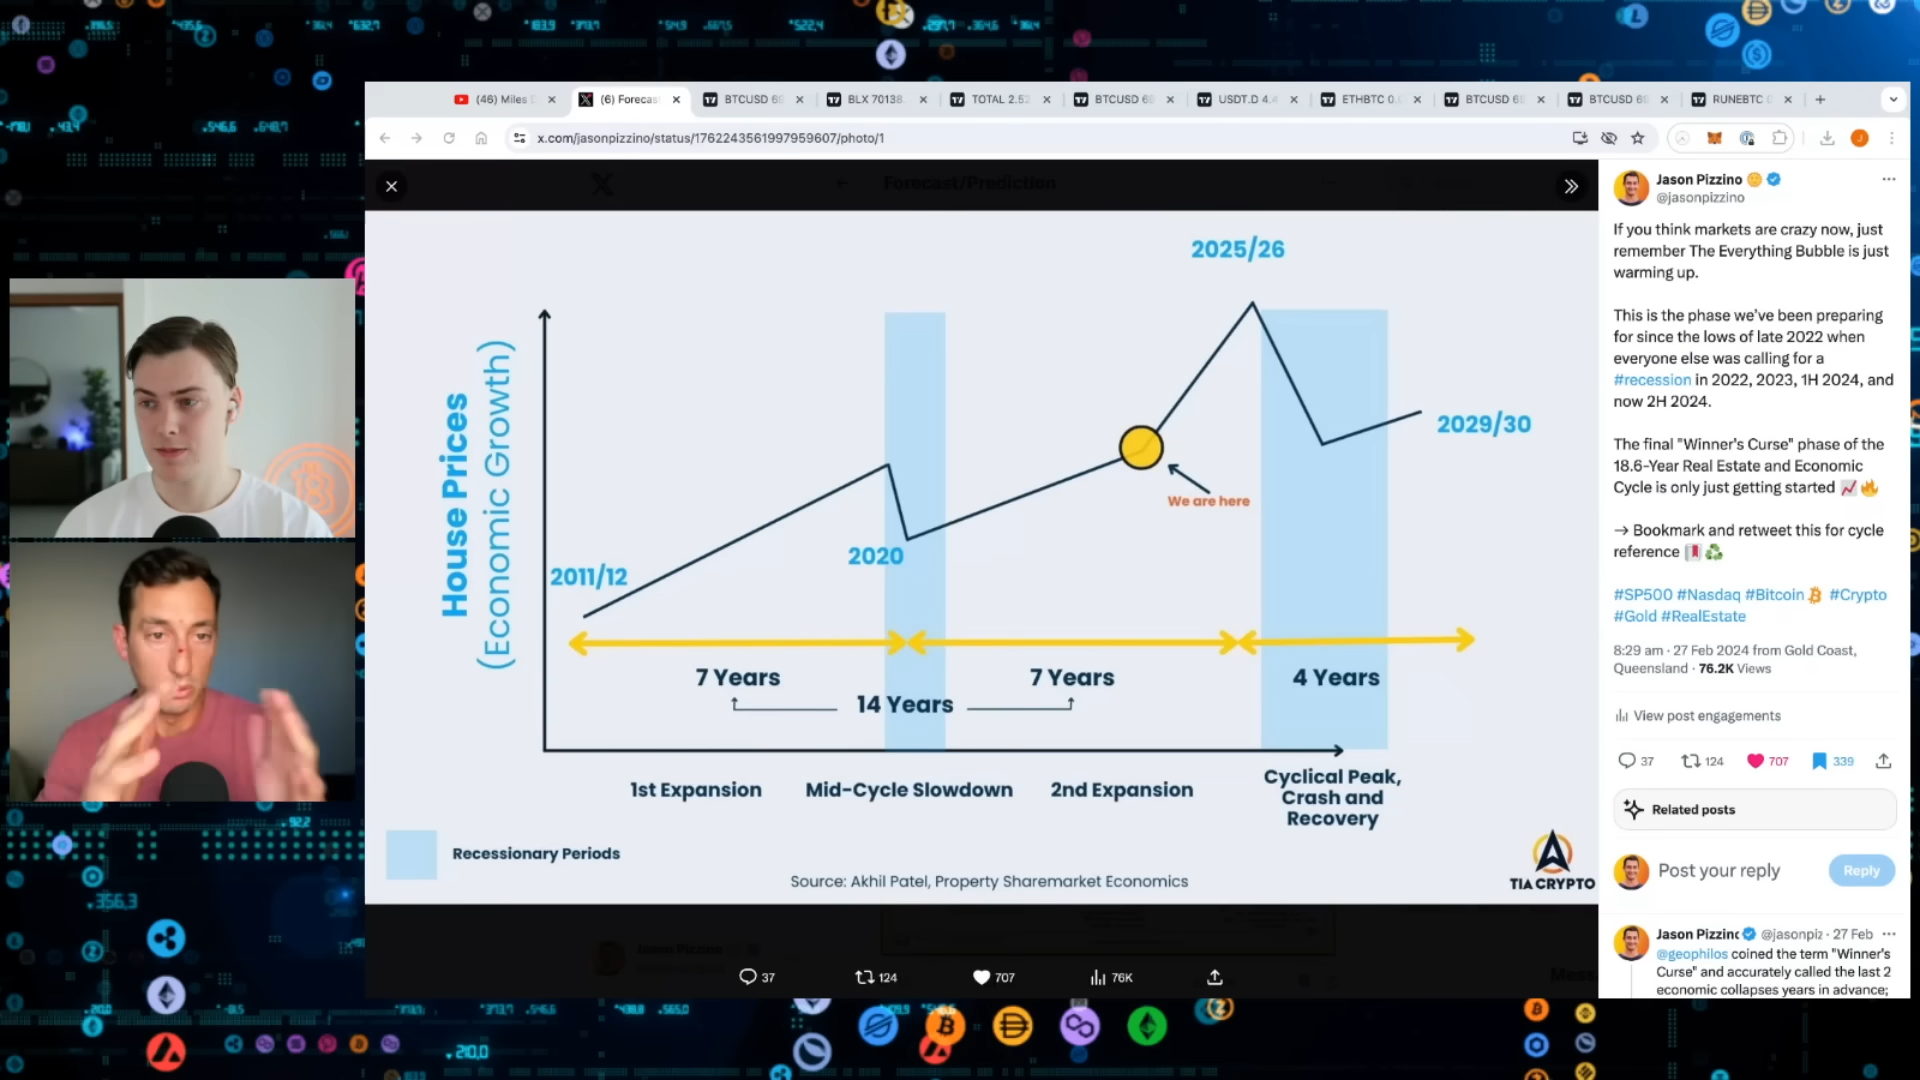 (46) Miles
(6) Forecas
BTCUSD
BLX 70138
TOTAL 2.52
BTCUSD
USDT.D 4.4
ETHBTC
BTCUSD
BTCUSD
RUNEBTC
x.com/jasonpizzino/status/1762243561997959607/photo/1
Forecast/Prediction
2025/26
House Prices
(Economic Growth)
We are here
2029/30
2020
2011/12
7 Years
7 Years
4 Years
14 Years
1st Expansion
Mid-Cycle Slowdown
2nd Expansion
Cyclical Peak,
Crash and
Recovery
Recessionary Periods
Source: Akhil Patel, Property Sharemarket Economics
TIA CRYPTO
37
124
707
76K
Jason Pizzino
@jasonpizzino
If you think markets are crazy now, just
remember The Everything Bubble is just
warming up.
This is the phase we've been preparing
for since the lows of late 2022 when
everyone else was calling for a
#recession in 2022, 2023, 1H 2024, and
now 2H 2024.
The final "Winner's Curse" phase of the
18.6-Year Real Estate and Economic
Cycle is only just getting started 📈🔥
→ Bookmark and retweet this for cycle
reference
#SP500 #Nasdaq #Bitcoin #Crypto
#Gold #RealEstate
8:29 am · 27 Feb 2024 from Gold Coast,
Queensland · 76.2K Views
View post engagements
37
124
707
339
Related posts
Post your reply
Reply
Jason Pizzinc @jasonpiz · 27 Feb
@geophilos coined the term "Winner's
Curse" and accurately called the last 2
economic collapses years in advance;